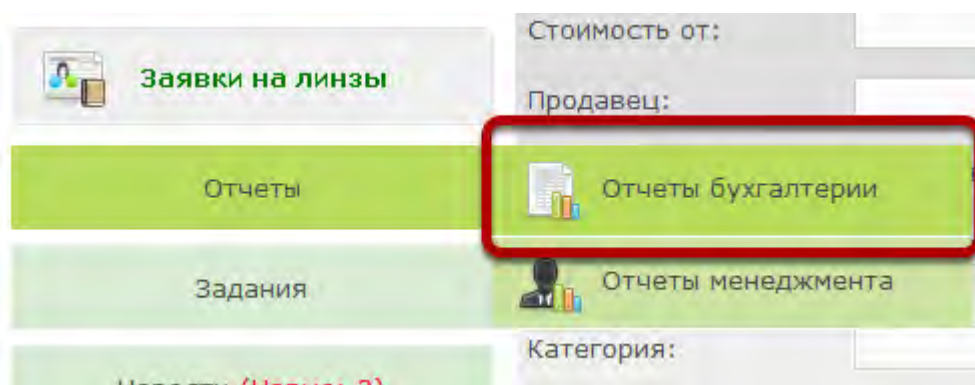 Стоимость от:
Заявки на линзы
Продавец:
Отчеты
Отчеты бухгалтерии
Задания
Отчеты менеджмента
Категория: